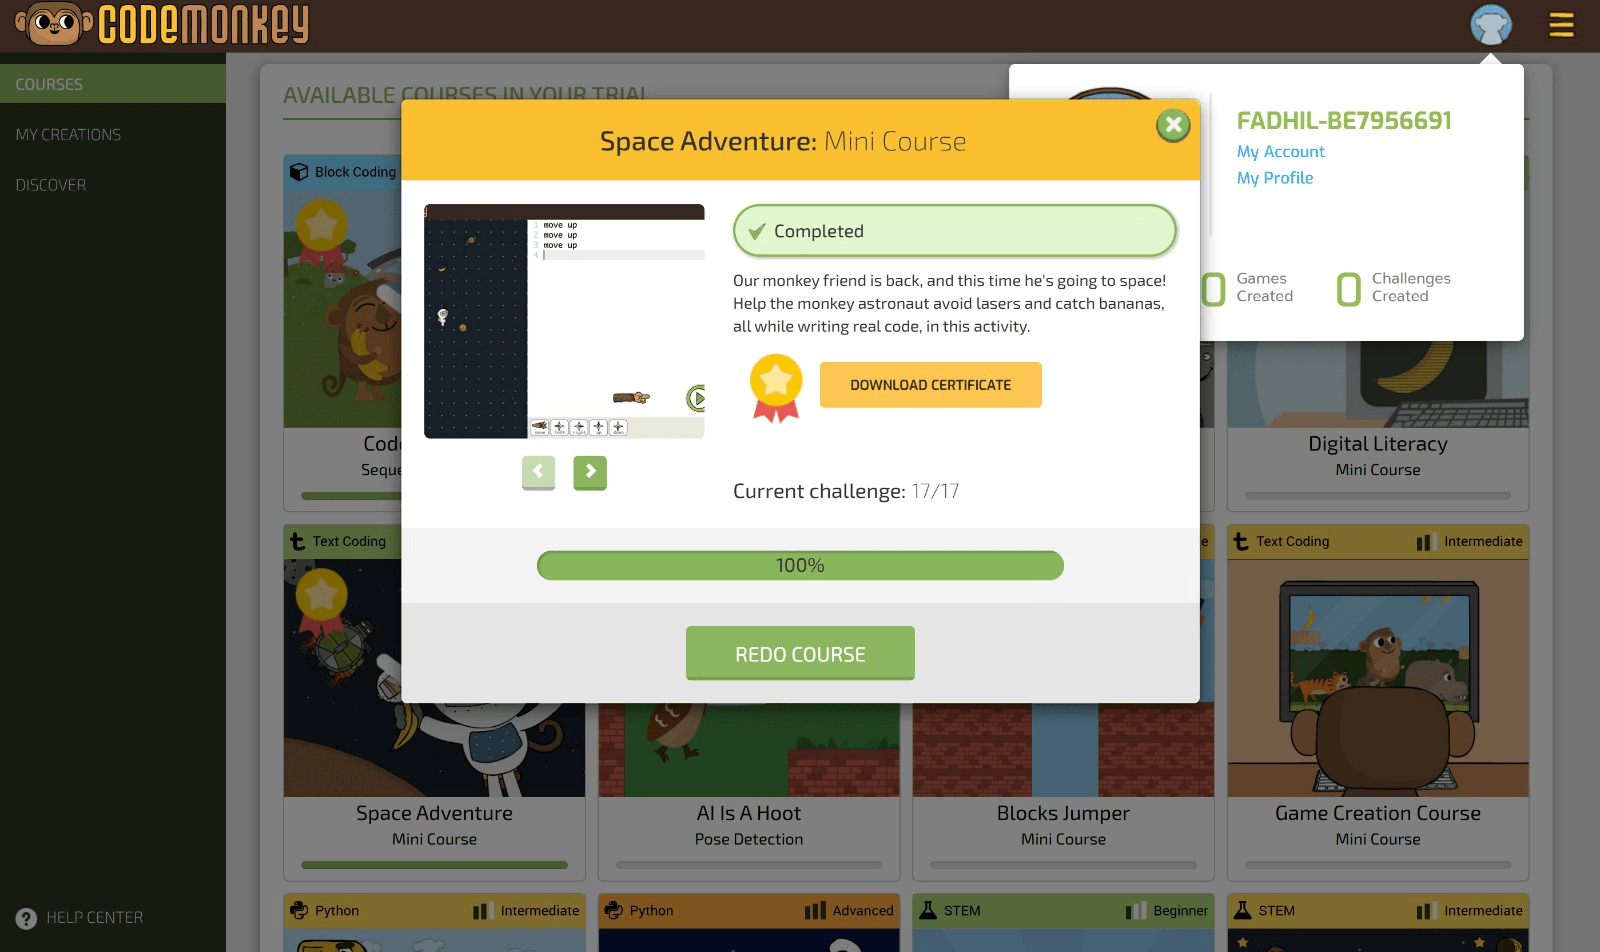 CODEMONKEY
COURSES
MY CREATIONS
DISCOVER
HELP CENTER
AVAILABLE COURSES IN YOUR TRIAL
FADHIL-BE7956691
My Account
My Profile
0 Games Created
0 Challenges Created
Space Adventure: Mini Course
1 move up
2 move up
3 move up
4
move left right up down
Completed
Our monkey friend is back, and this time he's going to space!
Help the monkey astronaut avoid lasers and catch bananas,
all while writing real code, in this activity.
DOWNLOAD CERTIFICATE
Current challenge: 17/17
100%
REDO COURSE
Block Coding
Digital Literacy
Mini Course
Text Coding
Text Coding Intermediate
Space Adventure
Mini Course
AI Is A Hoot
Pose Detection
Blocks Jumper
Mini Course
Game Creation Course
Mini Course
Python Intermediate
Python Advanced
STEM Beginner
STEM Intermediate